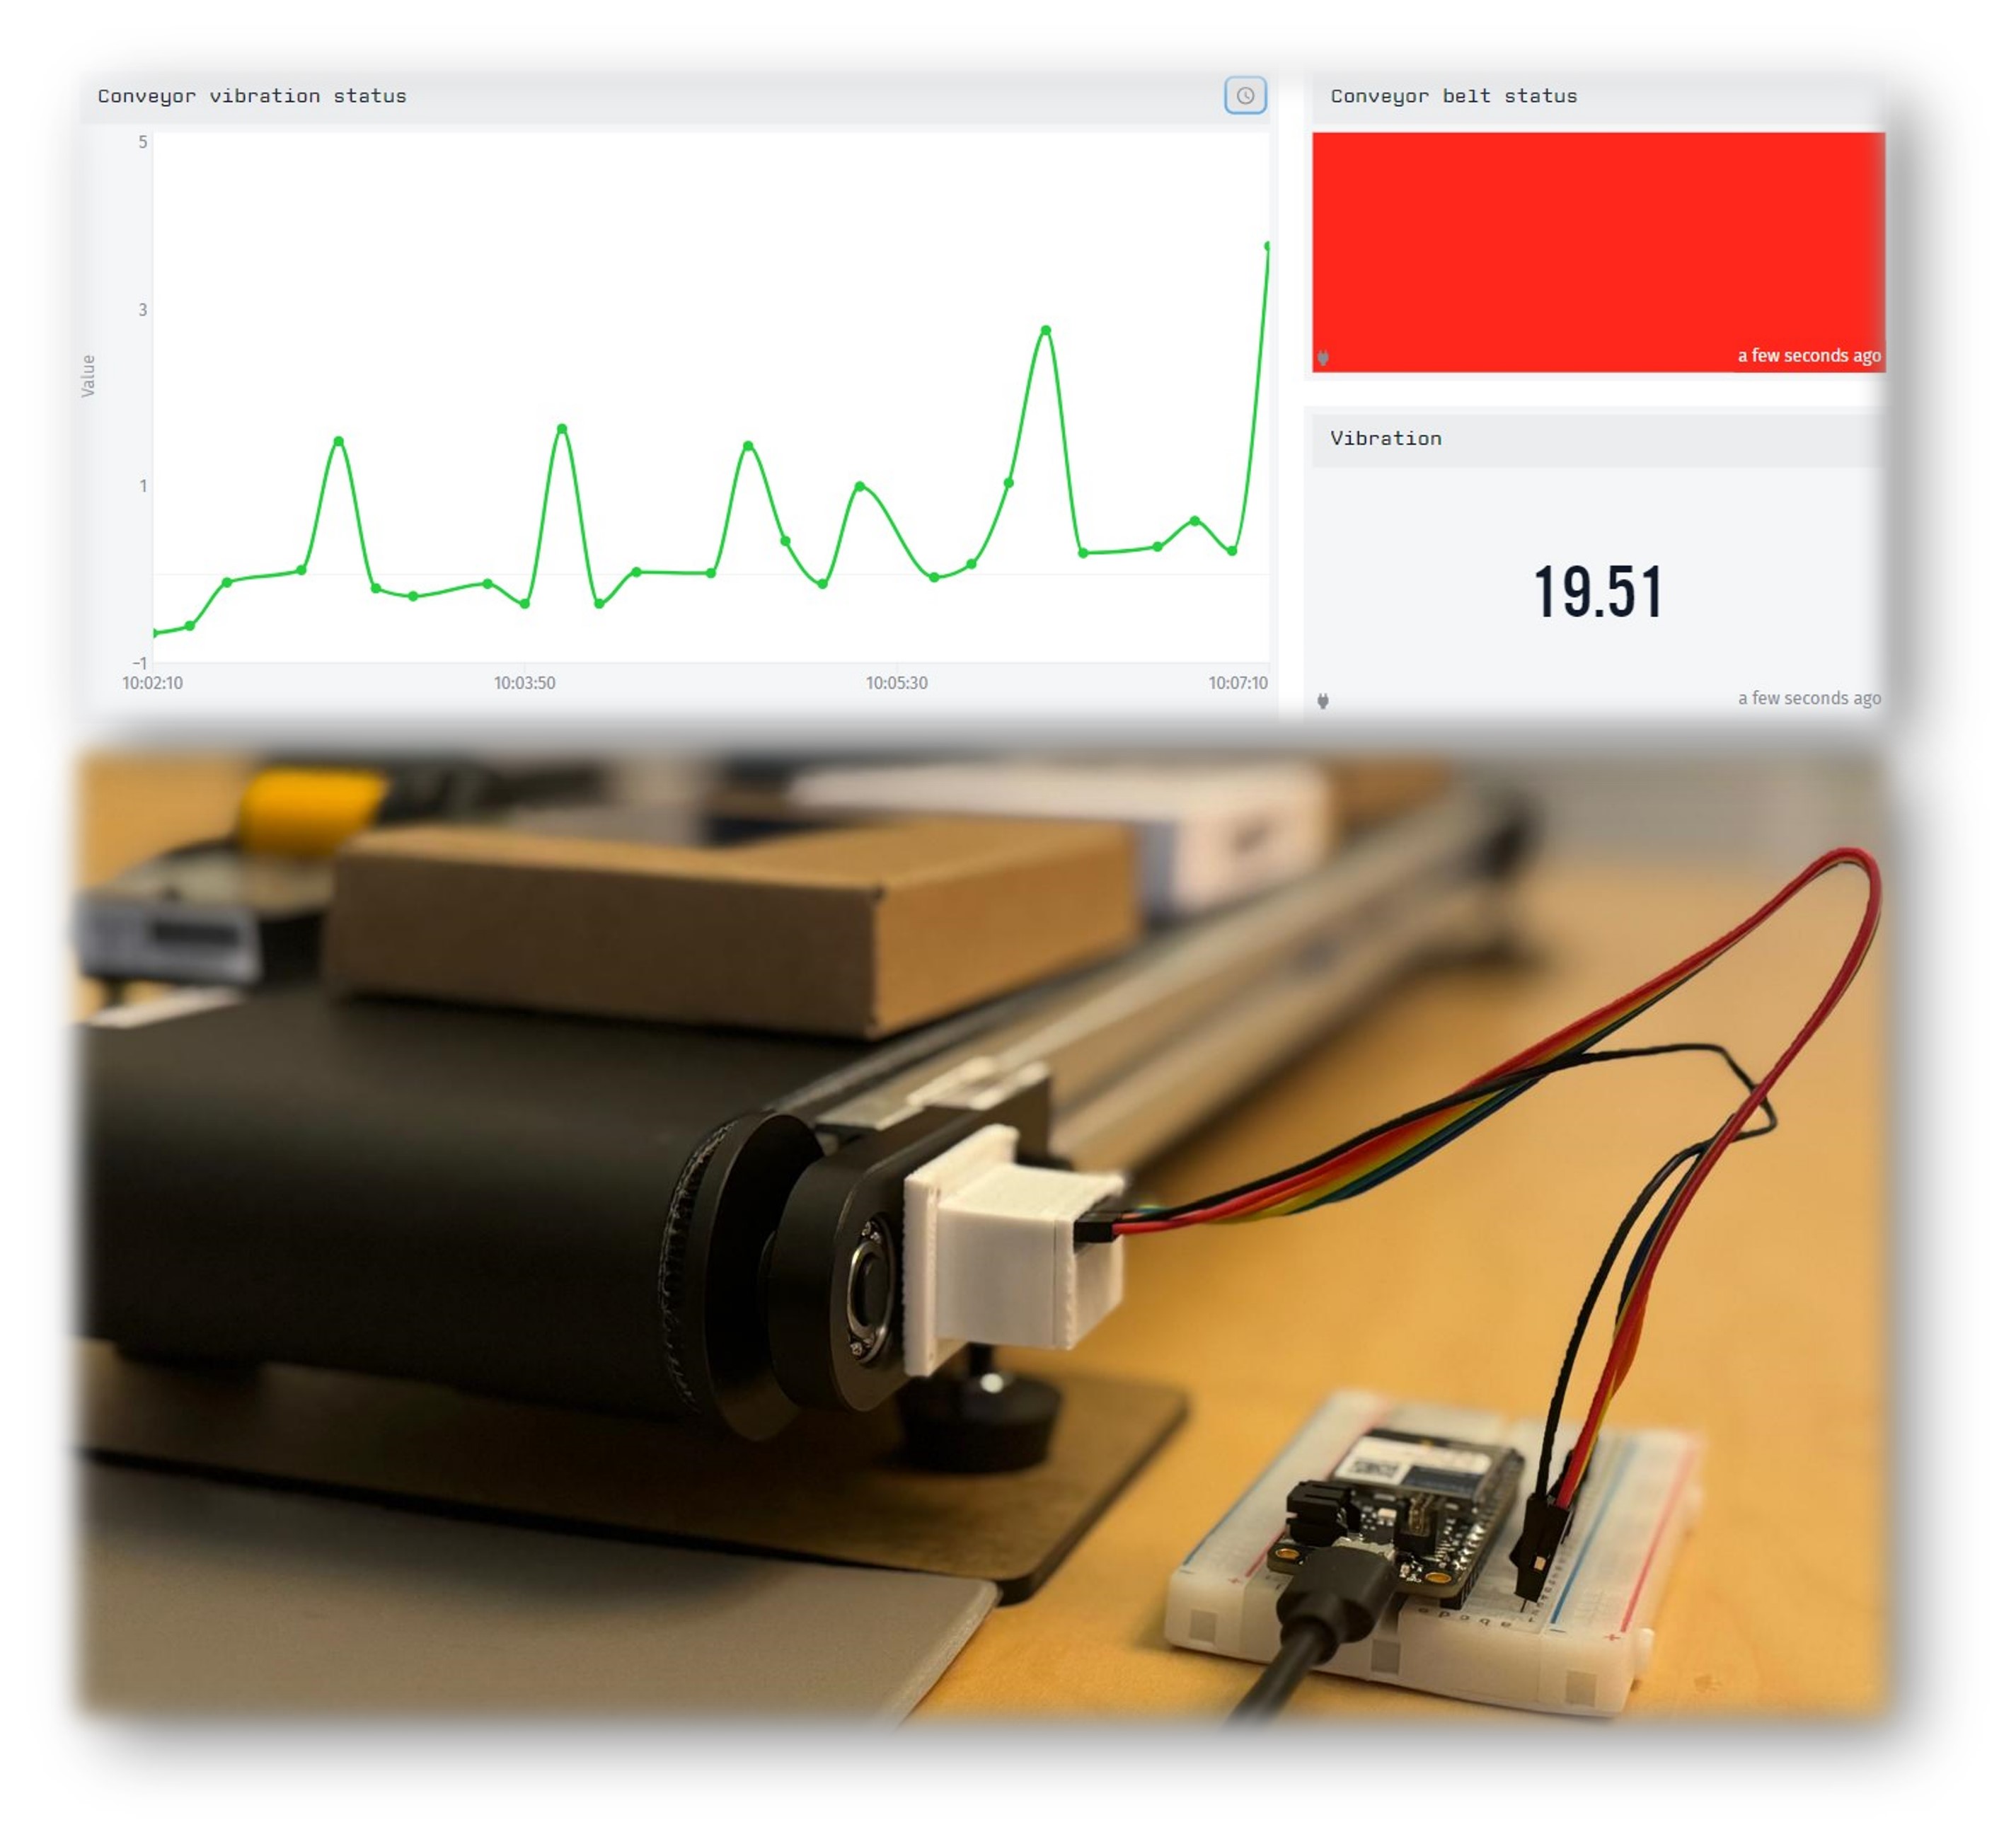 Conveyor vibration status
5
3
1
-1
Value
10:02:10 10:03:50 10:05:30 10:07:10
Conveyor belt status
a few seconds ago
Vibration
19.51
a few seconds ago